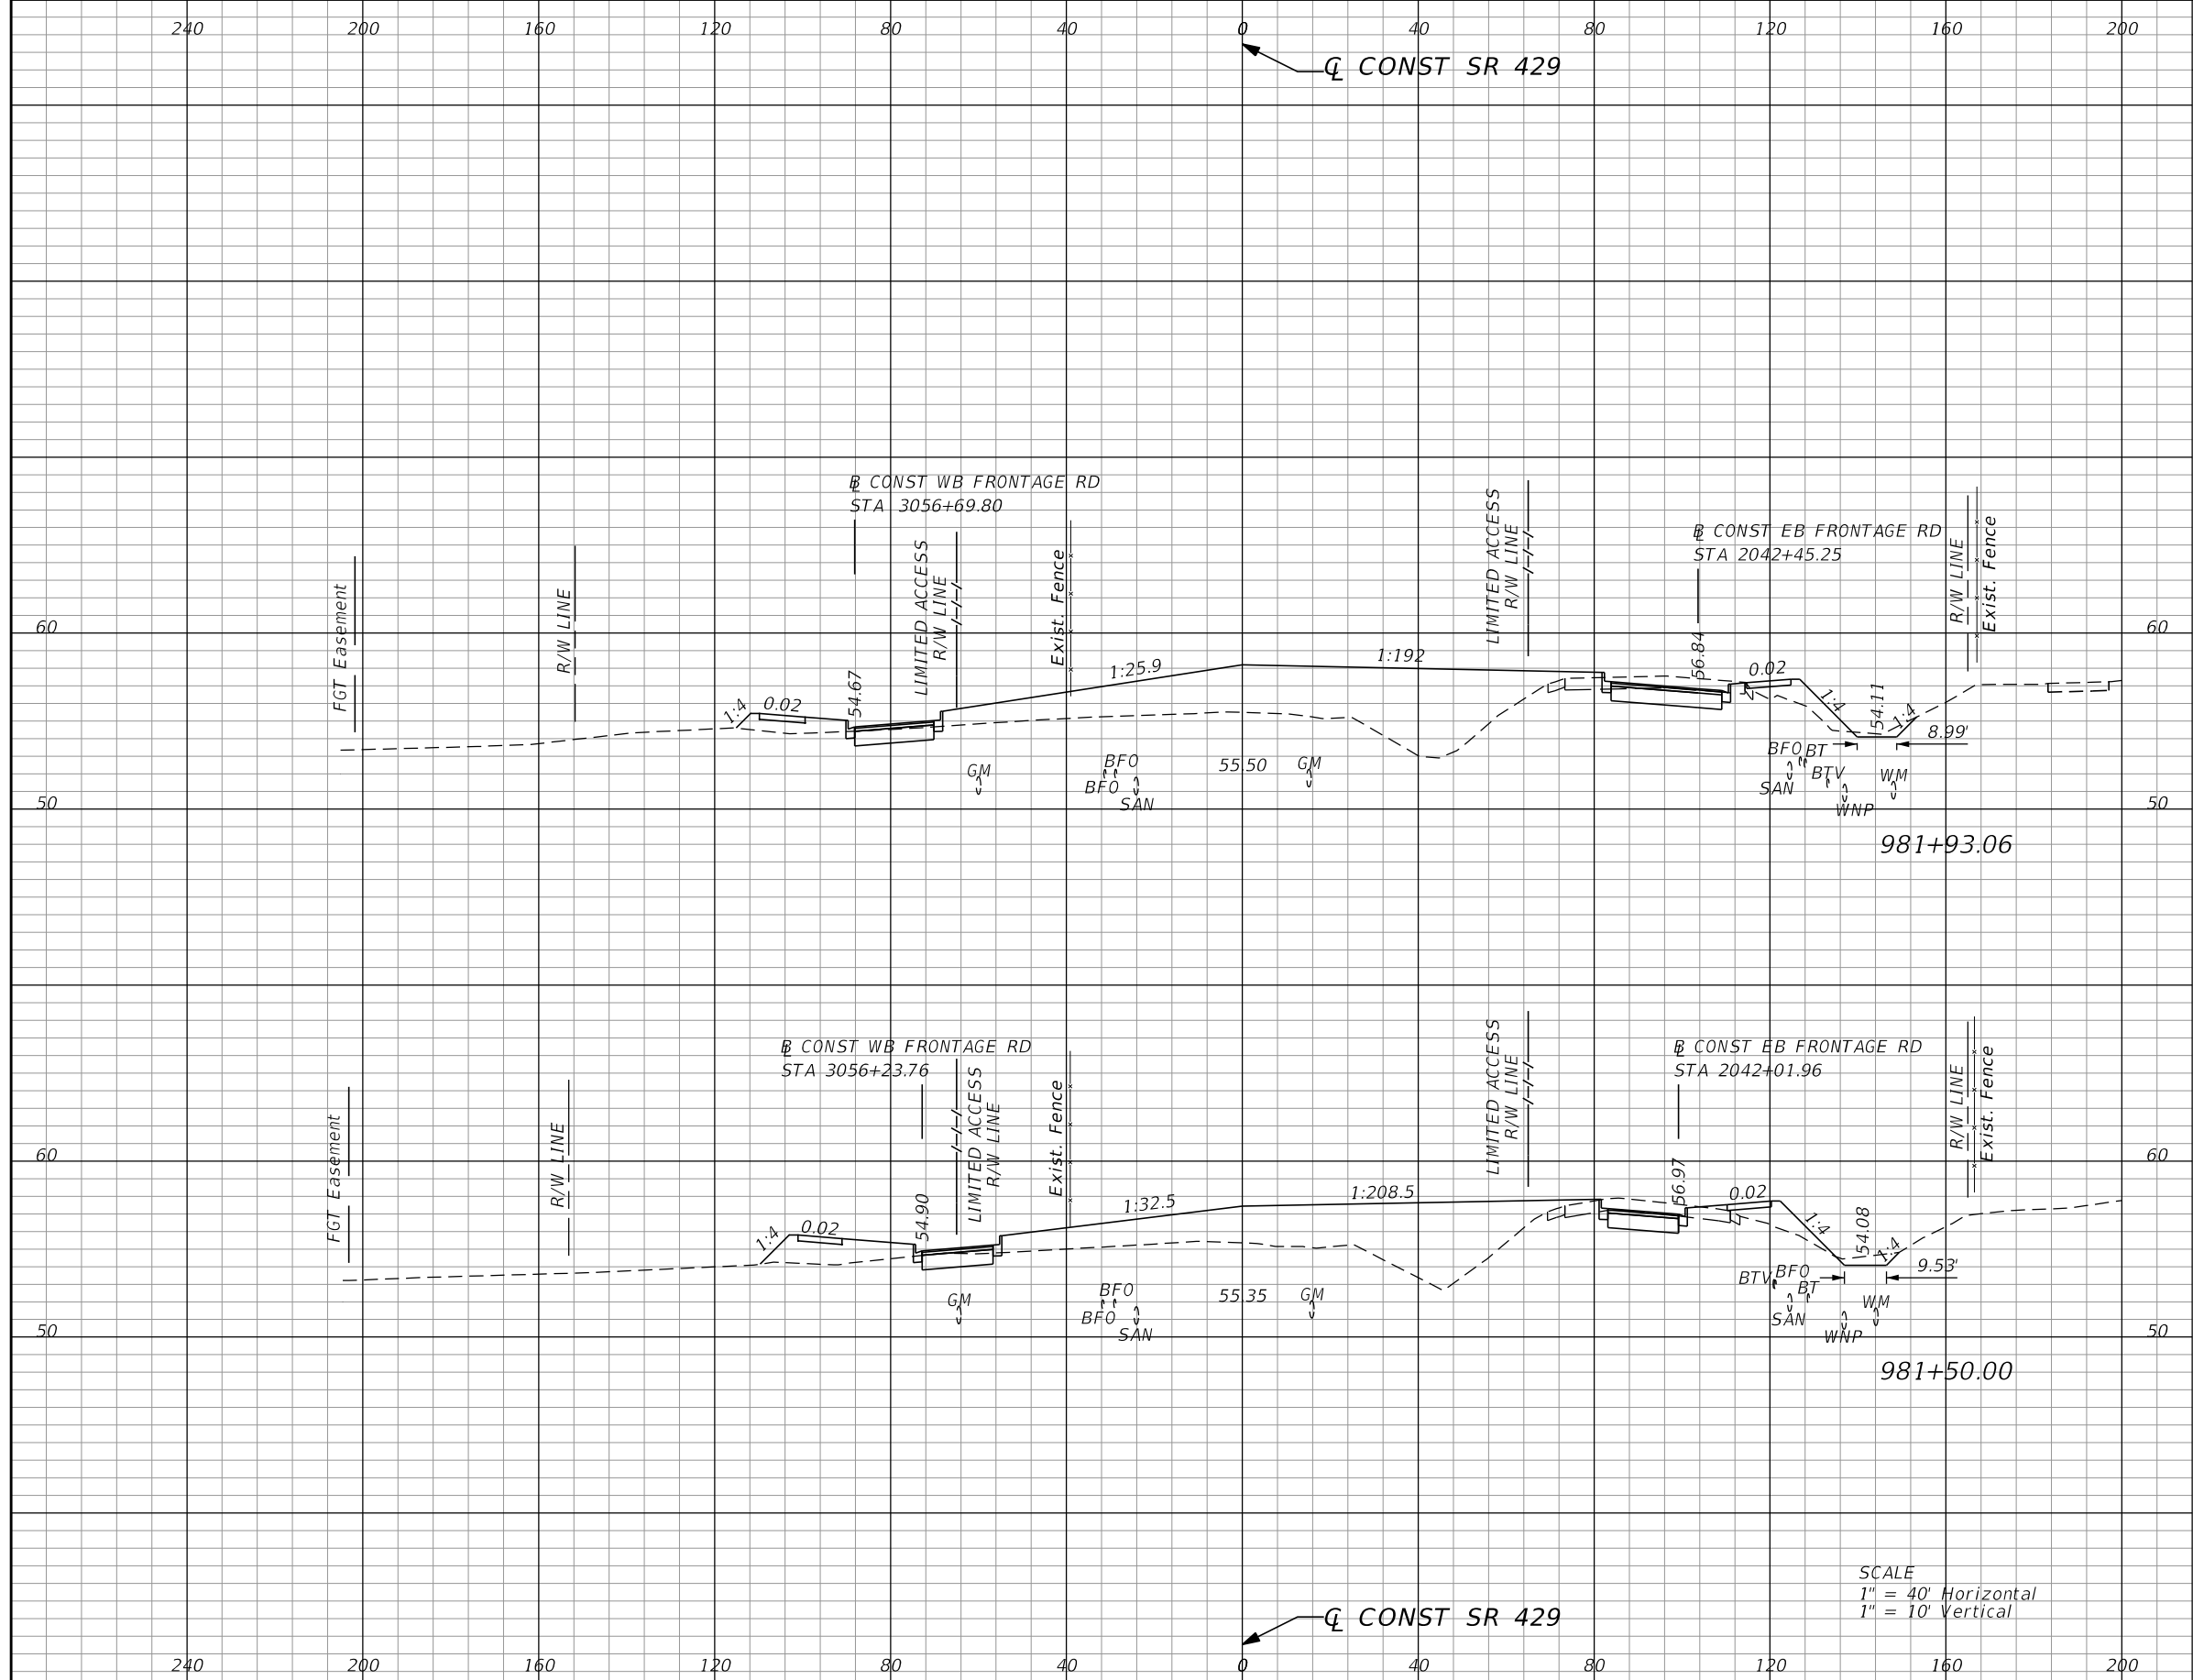 240 200 160 120 80 40 0 40 80 120 160 200
℄ CONST SR 429
℄ CONST WB FRONTAGE RD
STA 3056+69.80
LIMITED ACCESS
R/W LINE
℄ CONST EB FRONTAGE RD
STA 2042+45.25
FGT Easement
R/W LINE
LIMITED ACCESS
R/W LINE
Exist. Fence
R/W LINE
Exist. Fence
60 60
1:4
0.02
54.67
1:25.9
1:192
56.84
0.02
1:4
54.11
1:4
8.99'
GM
BFO
BFO
SAN
55.50
GM
BFO
BT
SAN
BTV
WNP
WM
50 50
981+93.06
℄ CONST WB FRONTAGE RD
STA 3056+23.76
LIMITED ACCESS
R/W LINE
℄ CONST EB FRONTAGE RD
STA 2042+01.96
FGT Easement
R/W LINE
LIMITED ACCESS
R/W LINE
Exist. Fence
R/W LINE
Exist. Fence
60 60
1:4
0.02
54.90
1:32.5
1:208.5
56.97
0.02
1:4
54.08
1:4
9.53'
GM
BFO
BFO
SAN
55.35
GM
BTV
BFO
BT
SAN
WNP
WM
50 50
981+50.00
SCALE
1" = 40' Horizontal
1" = 10' Vertical
℄ CONST SR 429
240 200 160 120 80 40 0 40 80 120 160 200